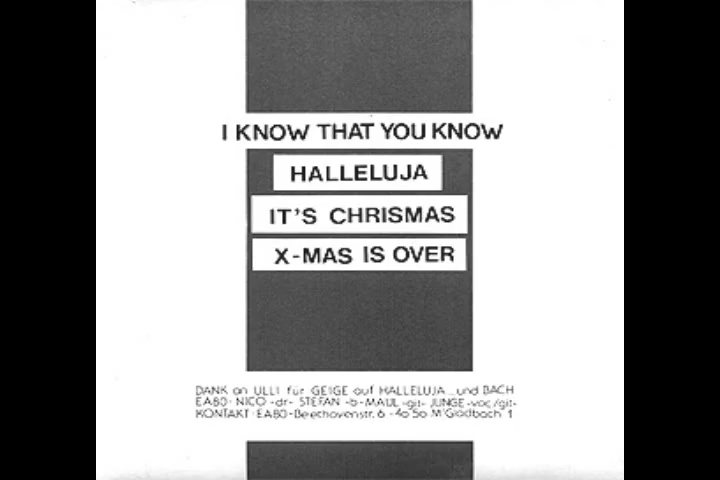 I KNOW THAT YOU KNOW
HALLELUJA
IT'S CHRISMAS
X-MAS IS OVER
DANK an ULLI für GEIGE auf HALLELUJA ... und BACH
EA80 - NICO -dr- STEFAN -b- MAUL -git- JUNGE -voc/git-
KONTAKT · EA80 - Beethovenstr. 6 - 4050 M'Gladbach 1